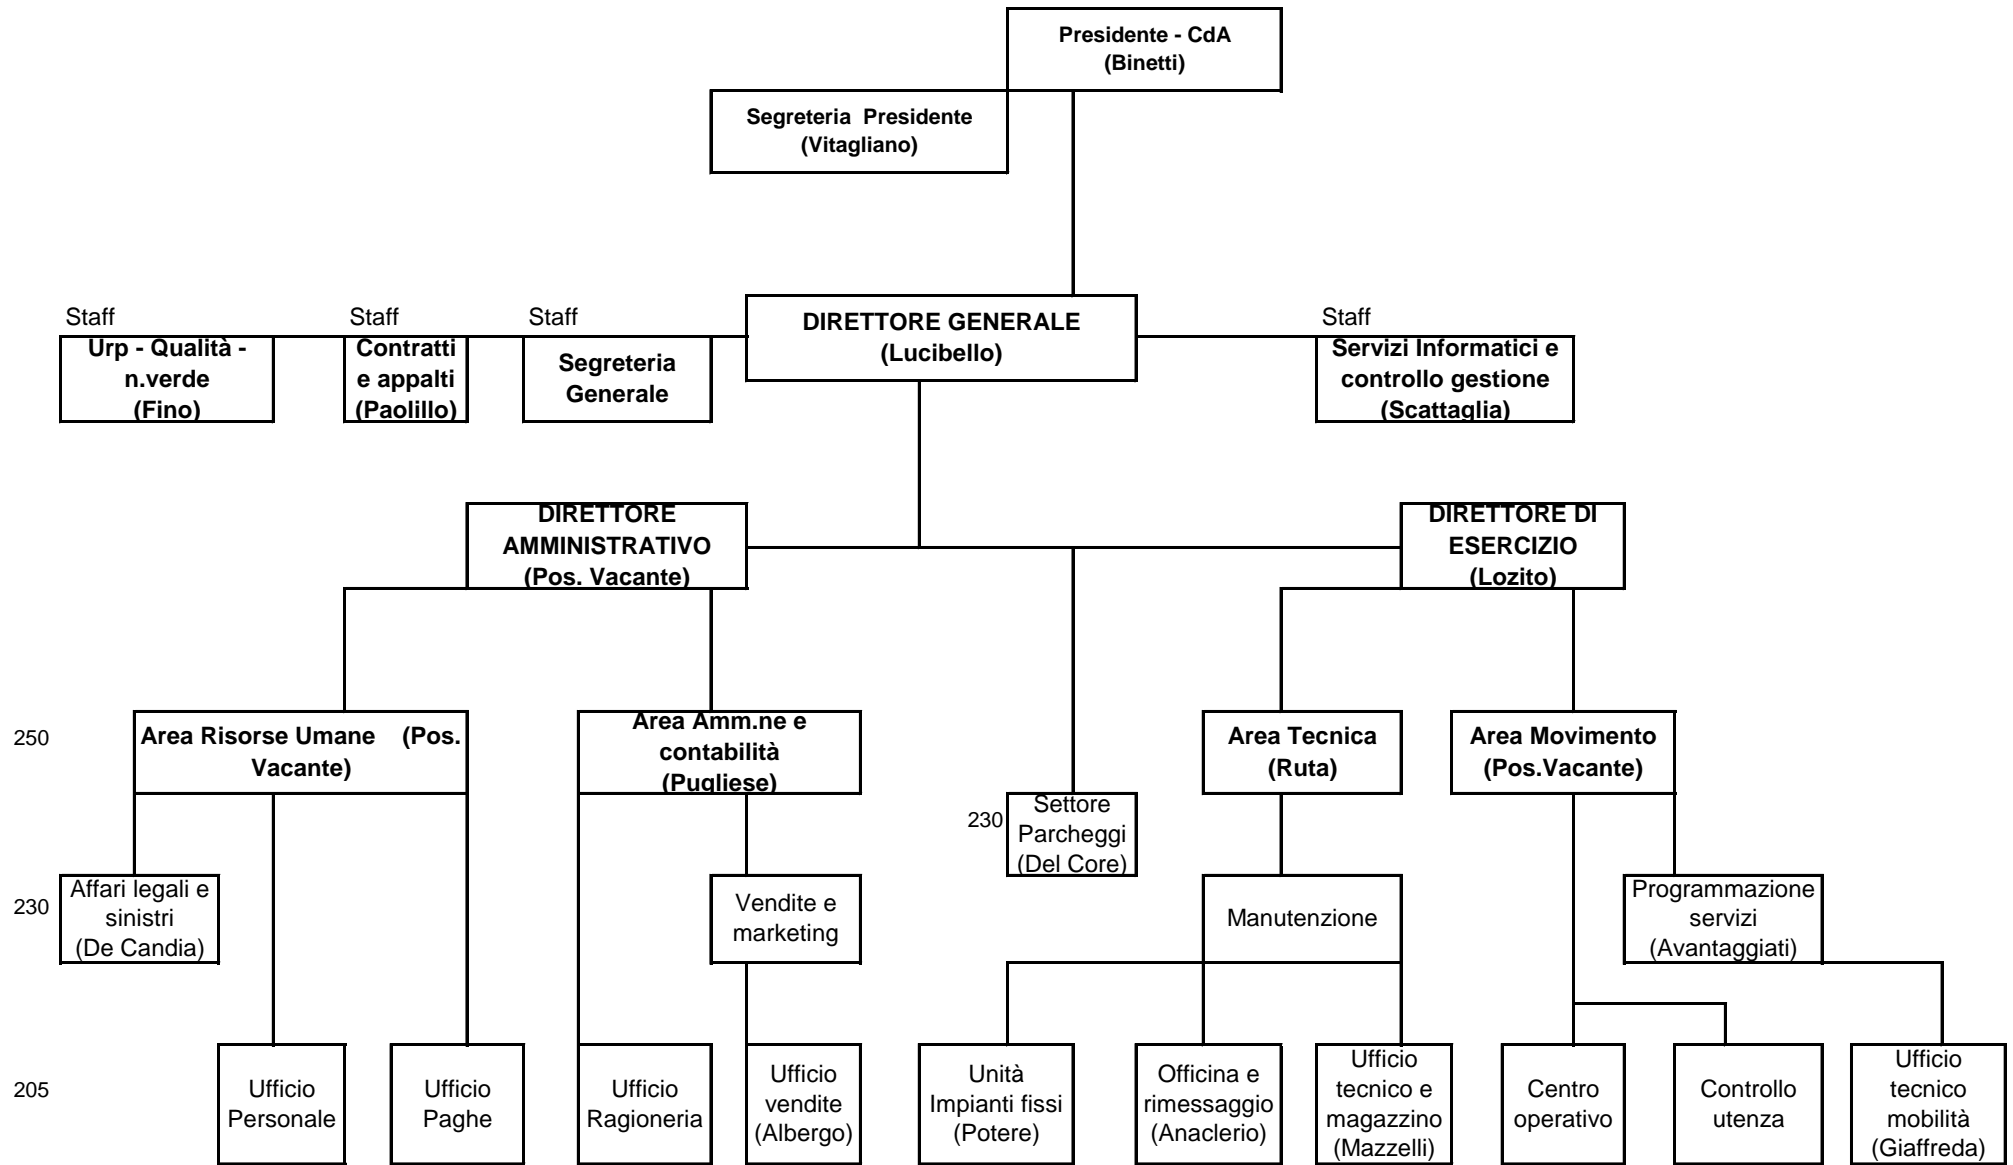 Presidente - CdA
(Binetti)
Segreteria Presidente
(Vitagliano)
Staff
Urp - Qualità -
n.verde
(Fino)
Staff
Contratti
e appalti
(Paolillo)
Staff
Segreteria
Generale
DIRETTORE GENERALE
(Lucibello)
Staff
Servizi Informatici e
controllo gestione
(Scattaglia)
DIRETTORE
AMMINISTRATIVO
(Pos. Vacante)
DIRETTORE DI
ESERCIZIO
(Lozito)
250
Area Risorse Umane (Pos.
Vacante)
Area Amm.ne e
contabilità
(Pugliese)
Area Tecnica
(Ruta)
Area Movimento
(Pos.Vacante)
230
Settore
Parcheggi
(Del Core)
230
Affari legali e
sinistri
(De Candia)
Vendite e
marketing
Manutenzione
Programmazione
servizi
(Avantaggiati)
205
Ufficio
Personale
Ufficio
Paghe
Ufficio
Ragioneria
Ufficio
vendite
(Albergo)
Unità
Impianti fissi
(Potere)
Officina e
rimessaggio
(Anaclerio)
Ufficio
tecnico e
magazzino
(Mazzelli)
Centro
operativo
Controllo
utenza
Ufficio
tecnico
mobilità
(Giaffreda)